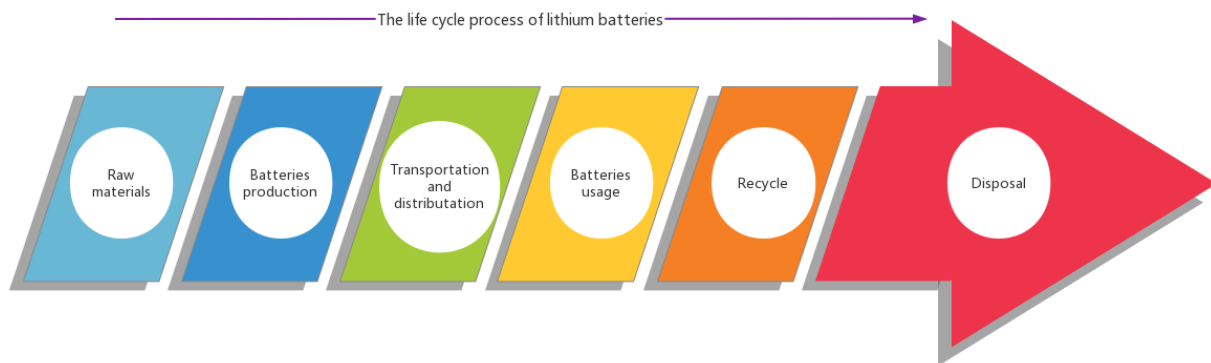 The life cycle process of lithium batteries
Raw
materials
Batteries
production
Transportation
and
distributation
Batteries
usage
Recycle
Disposal